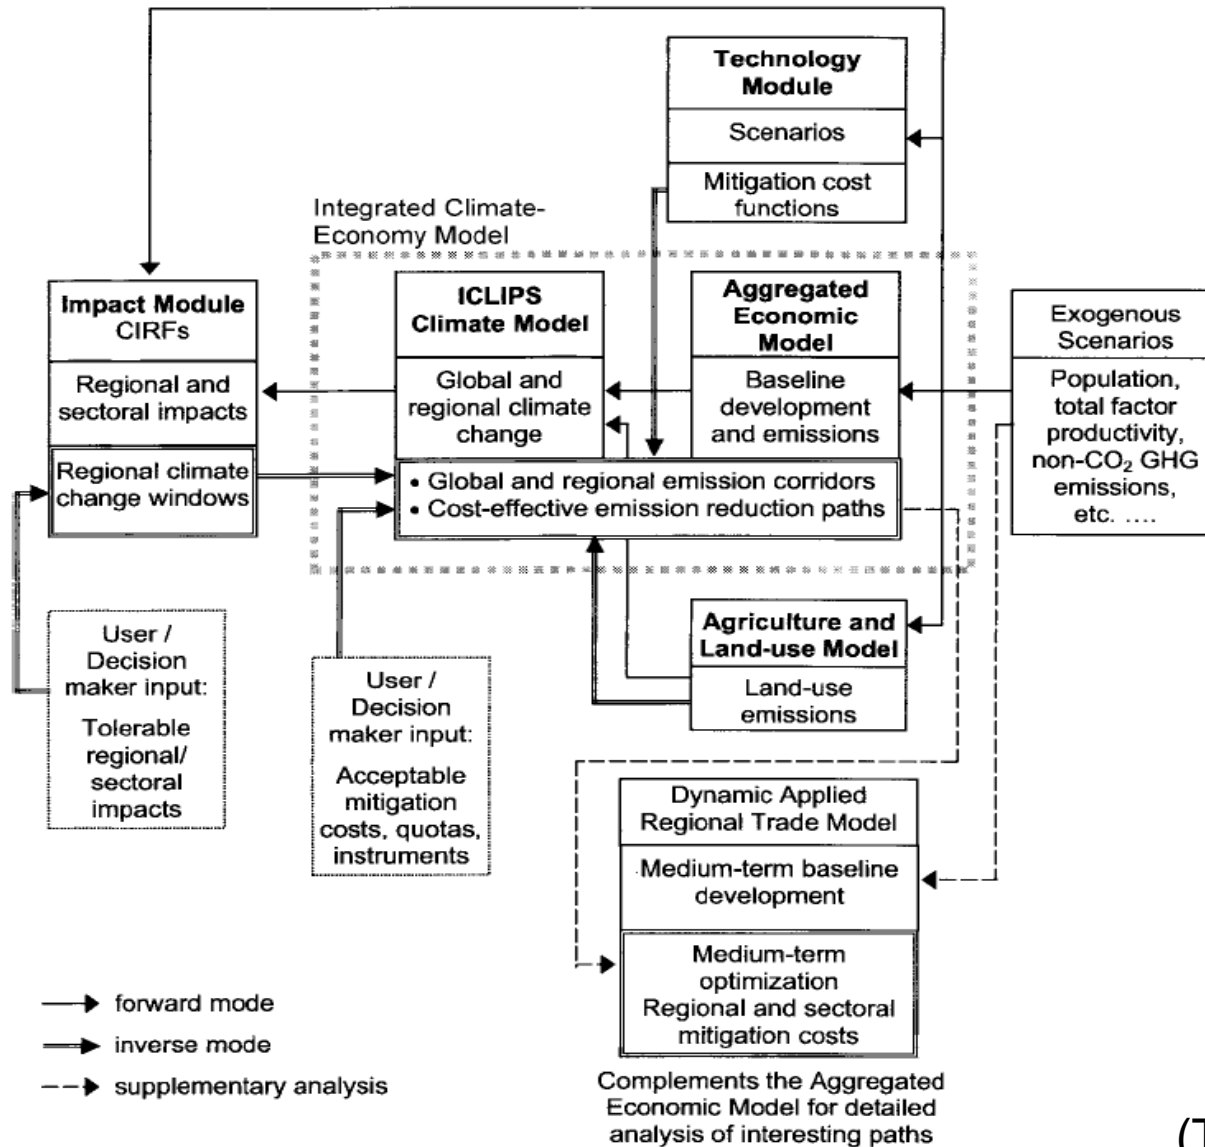 Technology
Module
Scenarios
Mitigation cost
functions
Integrated Climate-
Economy Model
Impact Module
CIRFs
Regional and
sectoral impacts
Regional climate
change windows
ICLIPS
Climate Model
Global and
regional climate
change
Aggregated
Economic
Model
Baseline
development
and emissions
• Global and regional emission corridors
• Cost-effective emission reduction paths
Exogenous
Scenarios
Population,
total factor
productivity,
non-CO₂ GHG
emissions,
etc. ....
User /
Decision
maker input:
Tolerable
regional/
sectoral
impacts
User /
Decision
maker input:
Acceptable
mitigation
costs, quotas,
instruments
Agriculture and
Land-use Model
Land-use
emissions
Dynamic Applied
Regional Trade Model
Medium-term baseline
development
Medium-term
optimization
Regional and sectoral
mitigation costs
Complements the Aggregated
Economic Model for detailed
analysis of interesting paths
forward mode
inverse mode
supplementary analysis